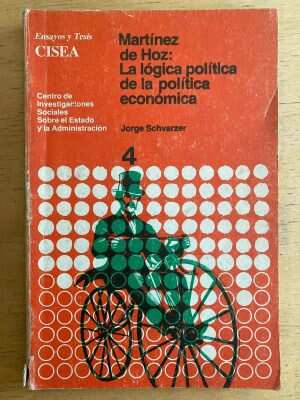 Ensayos y Tesis
CISEA
Centro de
Investigaciones
Sociales
Sobre el Estado
y la Administración
Martínez
de Hoz:
La lógica política
de la política
económica
Jorge Schvarzer
4